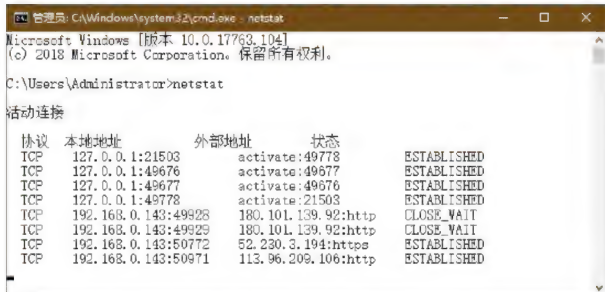 管理员: C:\Windows\system32\cmd.exe - netstat
Microsoft Windows [版本 10.0.17763.104]
(c) 2018 Microsoft Corporation。保留所有权利。
C:\Users\Administrator>netstat
活动连接
协议 本地地址 外部地址 状态
TCP 127.0.0.1:21503 activate:49778 ESTABLISHED
TCP 127.0.0.1:49676 activate:49677 ESTABLISHED
TCP 127.0.0.1:49677 activate:49676 ESTABLISHED
TCP 127.0.0.1:49778 activate:21503 ESTABLISHED
TCP 192.168.0.143:49928 180.101.139.92:http CLOSE_WAIT
TCP 192.168.0.143:49929 180.101.139.92:http CLOSE_WAIT
TCP 192.168.0.143:50772 52.230.3.194:https ESTABLISHED
TCP 192.168.0.143:50971 113.96.209.106:http ESTABLISHED